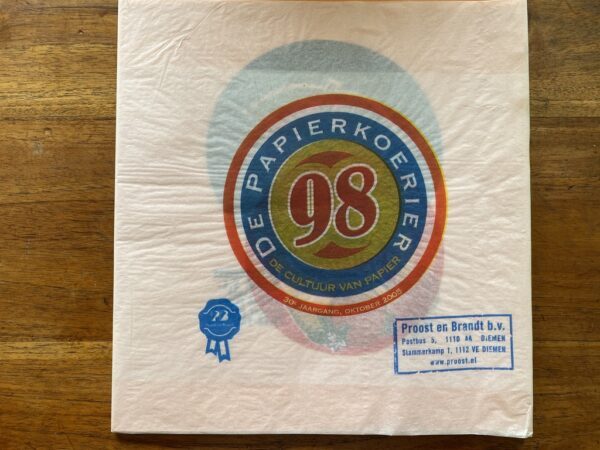 DE PAPIERKOERIER
98
DE CULTUUR VAN PAPIER
30e JAARGANG, OKTOBER 2005
Proost en Brandt b.v.
Postbus 5, 1110 AA DIEMEN
Stammerkamp 1, 1112 VE DIEMEN
www.proost.nl